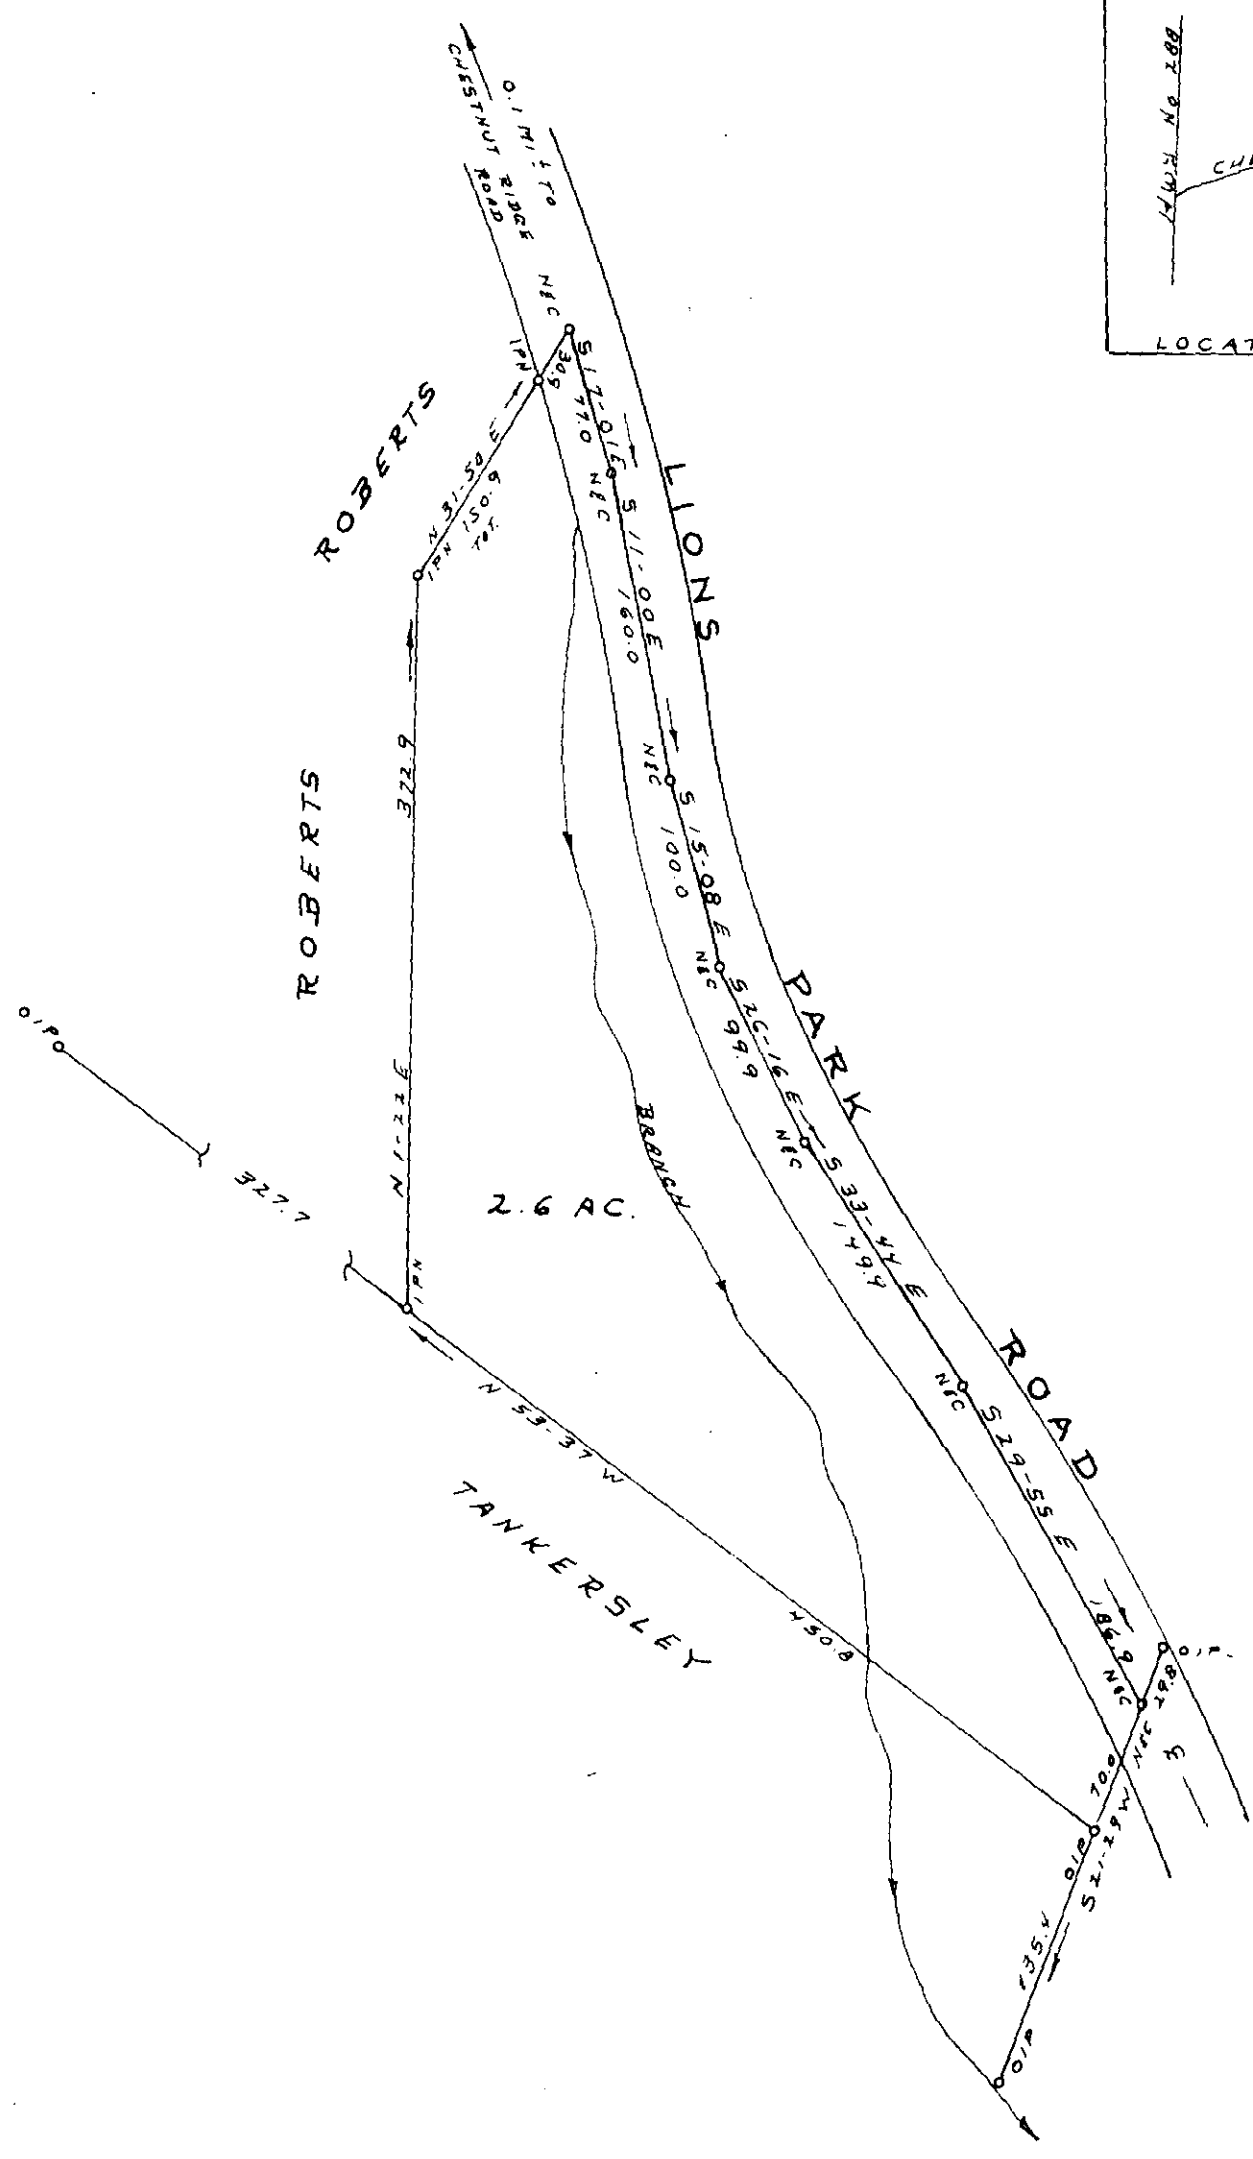 HWY NO 288
LOCAT
0.1 MI ± TO
CHESTNUT RIDGE
ROAD
NEC
IPN
30.9
S 17-01 E
77.0
NEC
ROBERTS
N 31-50 E
150.9
TOT.
IPN
S 11-00 E
160.0
NEC
LIONS PARK ROAD
S 15-08 E
100.0
NEC
372.9
N 1-22 E
ROBERTS
S 26-16 E
99.9
NEC
OIP
327.7
IPN
BRANCH
2.6 AC.
S 33-44 E
149.9
NEC
S 29-55 E
186.9
NEC
N 53-37 W
450.8
TANKERSLEY
O.I.P.
29.8
NEC
70.0
S 21-29 W
OIP
135.4
OIP